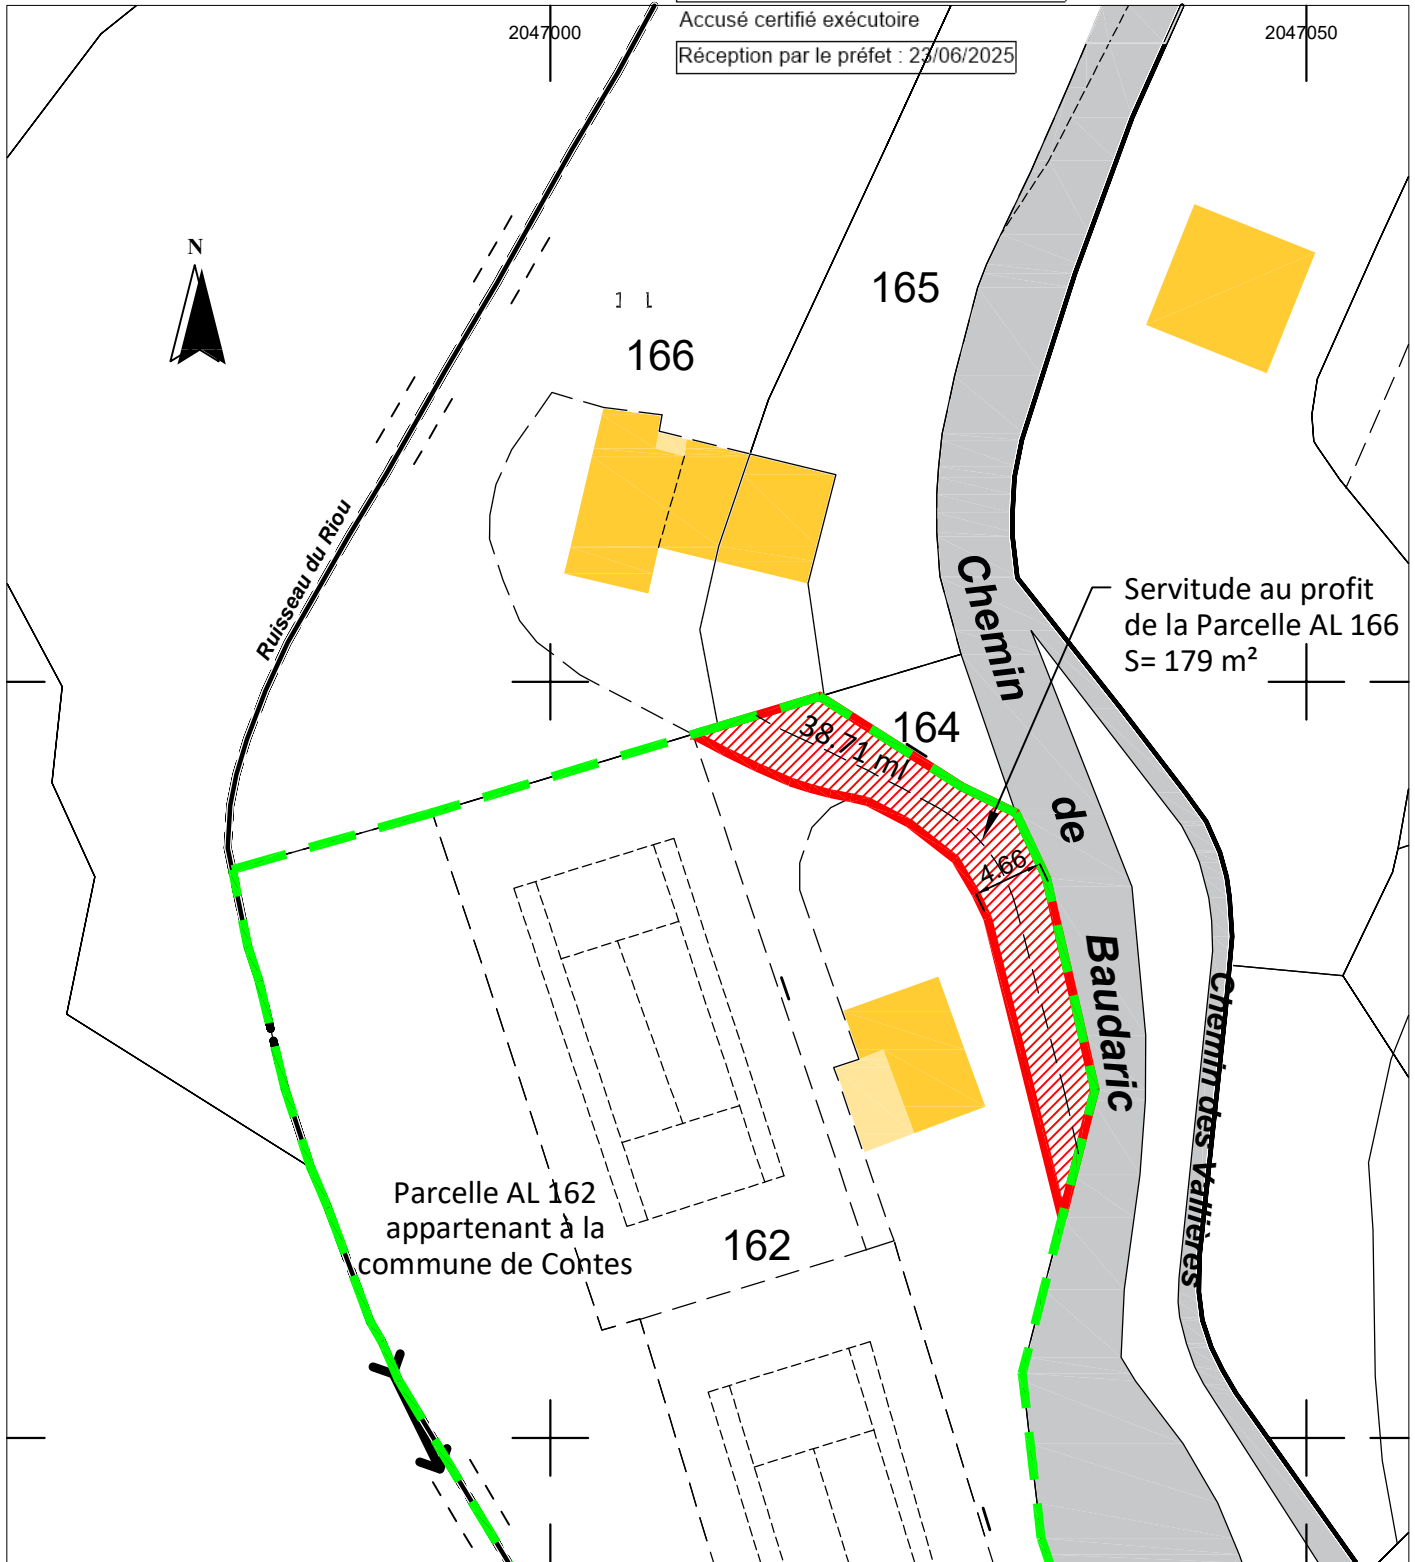 Accusé certifié exécutoire
Réception par le préfet : 23/06/2025
2047000
2047050
N
165
166
Ruisseau du Riou
Servitude au profit
de la Parcelle AL 166
S= 179 m²
164
38.71 ml
4.66
Chemin
de
Baudaric
Chemin des Vallières
Parcelle AL 162
appartenant à la
commune de Contes
162